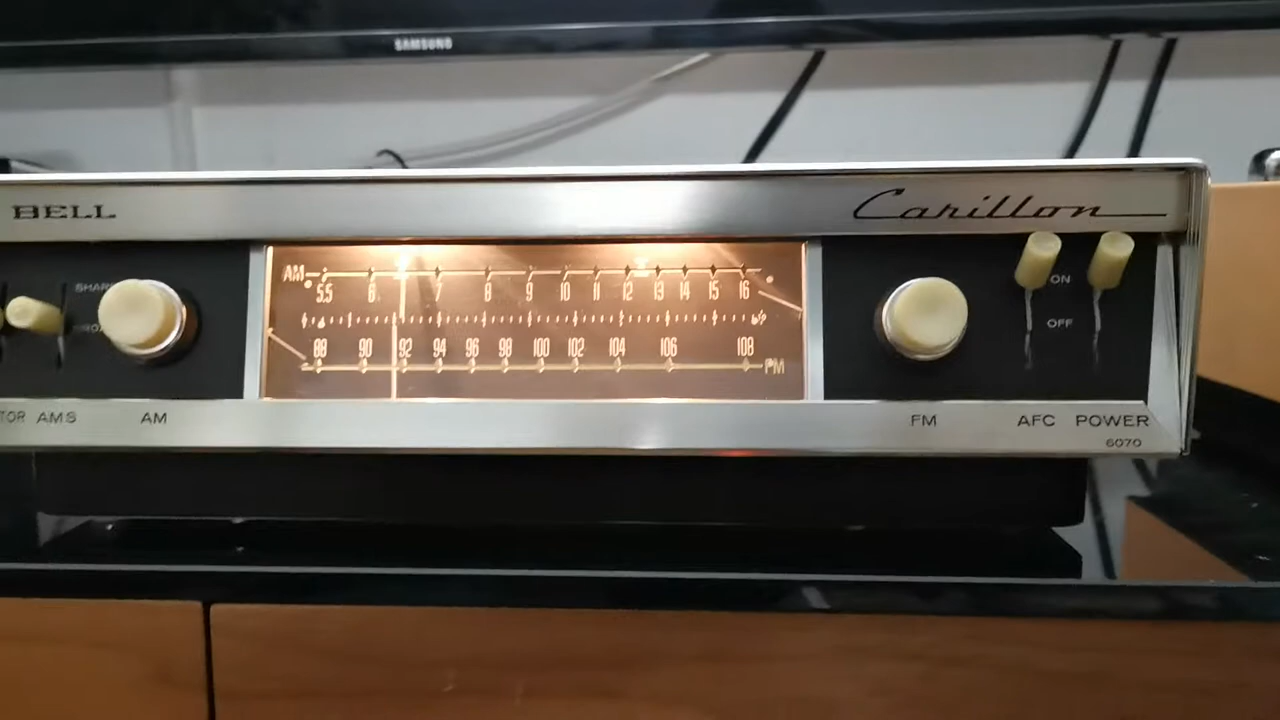 SAMSUNG
BELL
Carillon
AM
5.5 6 7 8 9 10 11 12 13 14 15 16
88 90 92 94 96 98 100 102 104 106 108
FM
SHARP
ON
OFF
AMS AM FM AFC POWER
6070